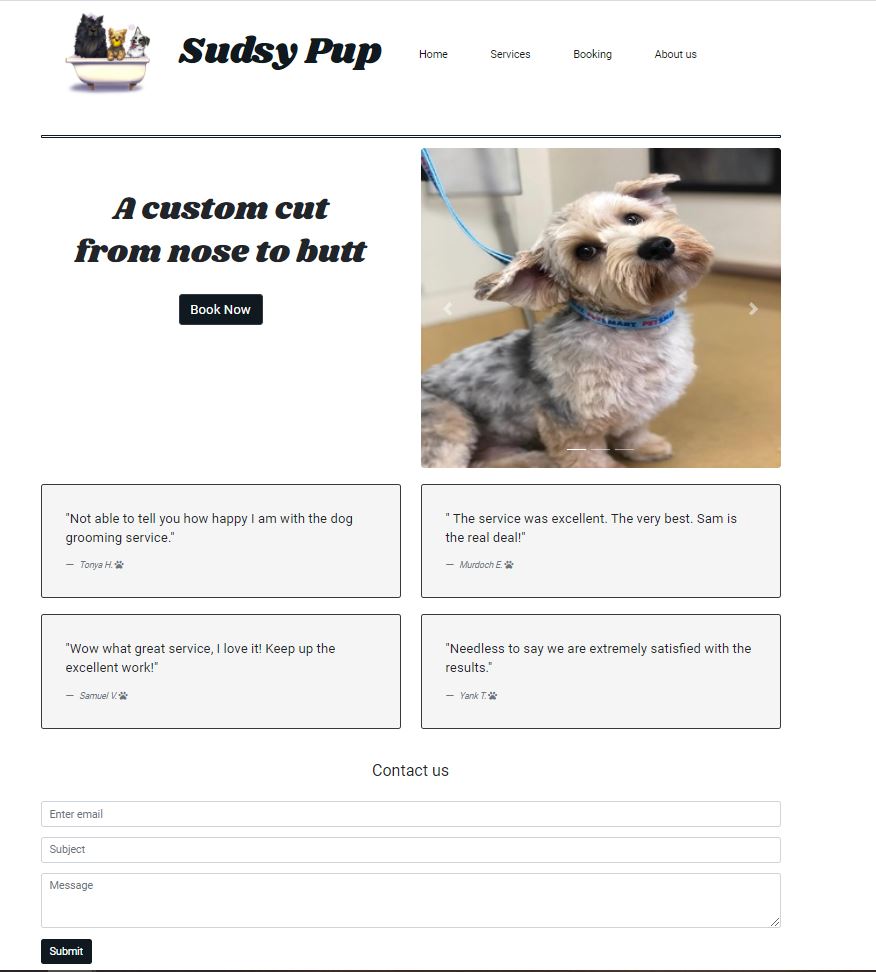 Sudsy Pup
Home
Services
Booking
About us
A custom cut
from nose to butt
Book Now
"Not able to tell you how happy I am with the dog
grooming service."
— Tonya H.
" The service was excellent. The very best. Sam is
the real deal!"
— Murdoch E.
"Wow what great service, I love it! Keep up the
excellent work!"
— Samuel V.
"Needless to say we are extremely satisfied with the
results."
— Yank T.
Contact us
Enter email
Subject
Message
Submit